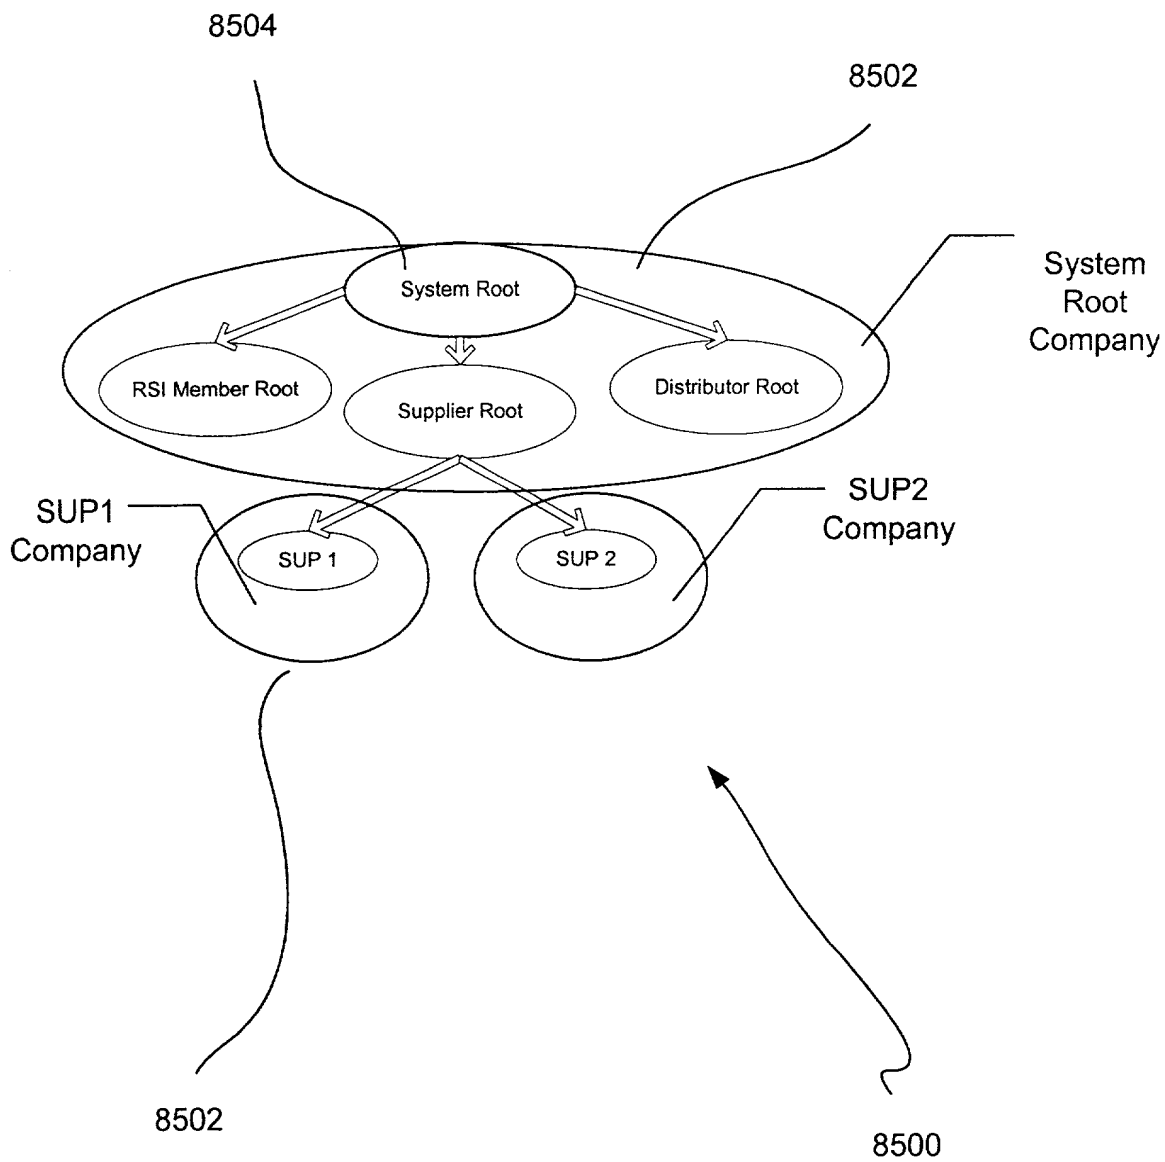 8504
8502
System
Root
Company
System Root
RSI Member Root
Supplier Root
Distributor Root
SUP1
Company
SUP2
Company
SUP 1
SUP 2
8502
8500